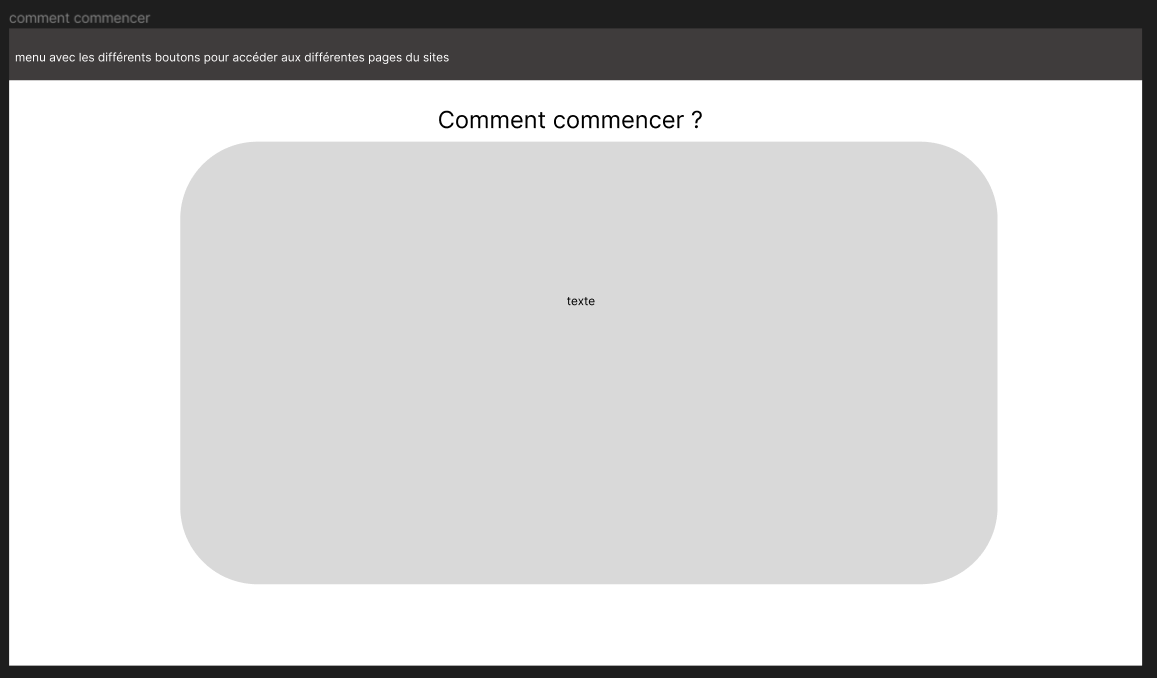 comment commencer
menu avec les différents boutons pour accéder aux différentes pages du sites
Comment commencer ?
texte